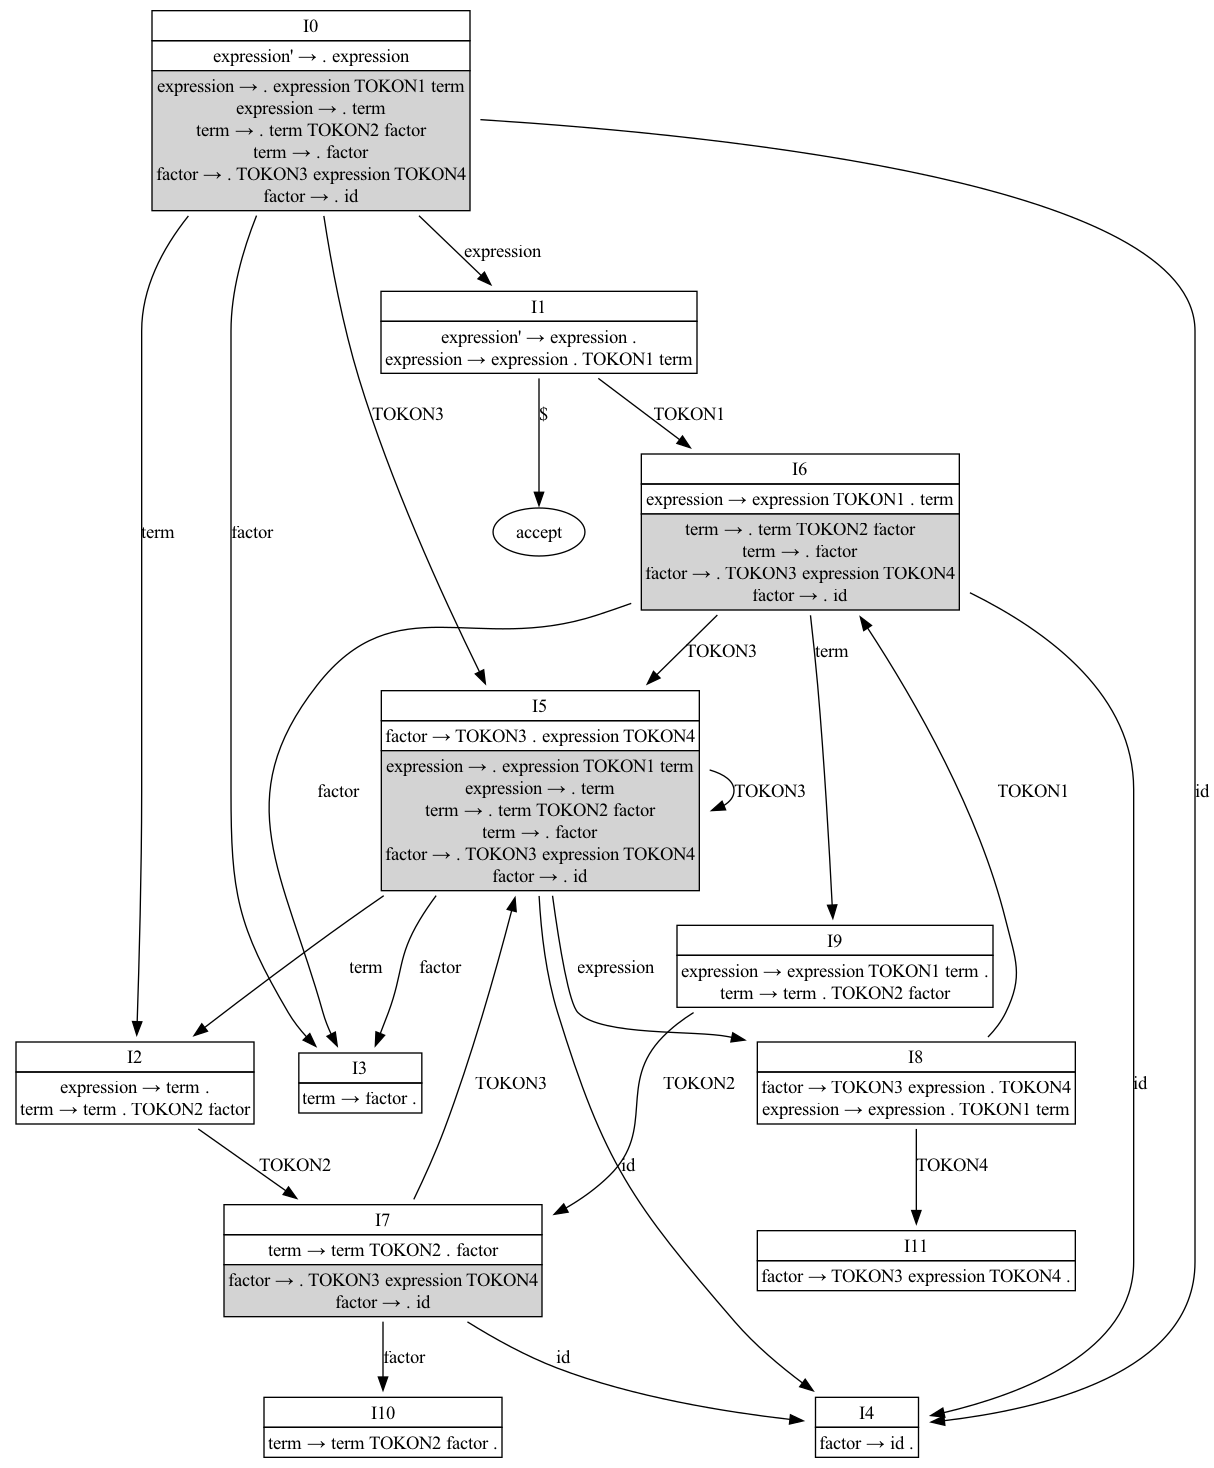 I0
expression' → . expression
expression → . expression TOKON1 term
expression → . term
term → . term TOKON2 factor
term → . factor
factor → . TOKON3 expression TOKON4
factor → . id
expression
I1
expression' → expression .
expression → expression . TOKON1 term
TOKON3
$
TOKON1
I6
expression → expression TOKON1 . term
term → . term TOKON2 factor
term → . factor
factor → . TOKON3 expression TOKON4
factor → . id
term
factor
accept
TOKON3
term
I5
factor → TOKON3 . expression TOKON4
expression → . expression TOKON1 term
expression → . term
term → . term TOKON2 factor
term → . factor
factor → . TOKON3 expression TOKON4
factor → . id
factor
TOKON3
TOKON1
id
I9
expression → expression TOKON1 term .
term → term . TOKON2 factor
term
factor
expression
I2
expression → term .
term → term . TOKON2 factor
I3
term → factor .
TOKON3
TOKON2
I8
factor → TOKON3 expression . TOKON4
expression → expression . TOKON1 term
id
TOKON2
id
TOKON4
I7
term → term TOKON2 . factor
factor → . TOKON3 expression TOKON4
factor → . id
I11
factor → TOKON3 expression TOKON4 .
factor
id
I10
term → term TOKON2 factor .
I4
factor → id .